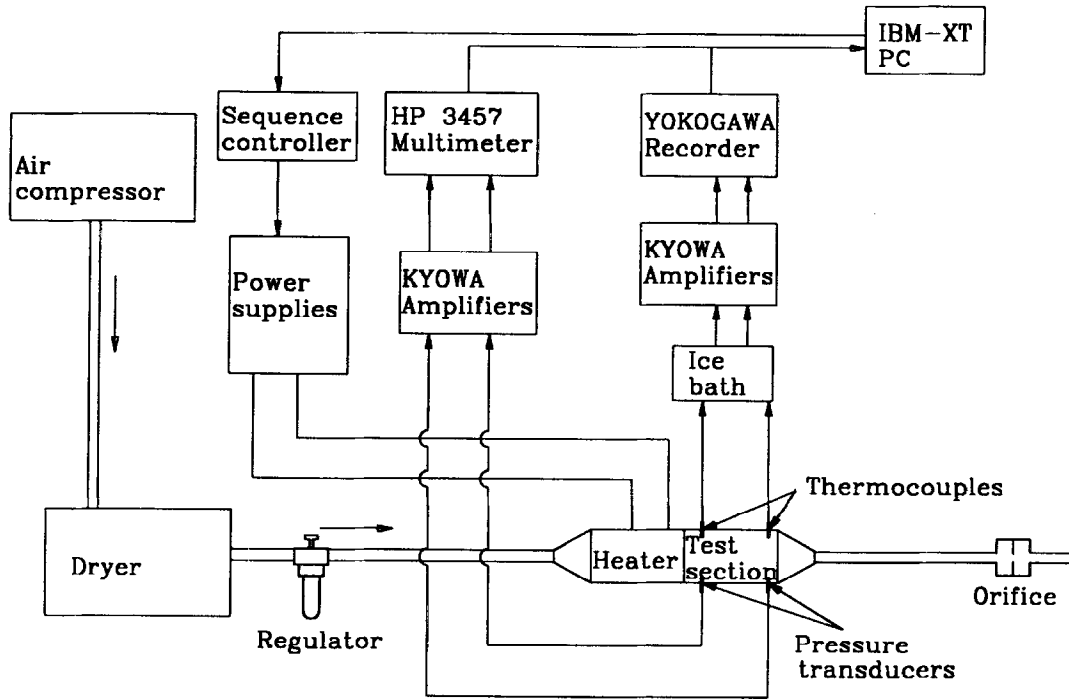 IBM-XT
PC
Sequence
controller
HP 3457
Multimeter
YOKOGAWA
Recorder
Air
compressor
Power
supplies
KYOWA
Amplifiers
KYOWA
Amplifiers
Ice
bath
Thermocouples
Dryer
Heater
Test
section
Regulator
Orifice
Pressure
transducers